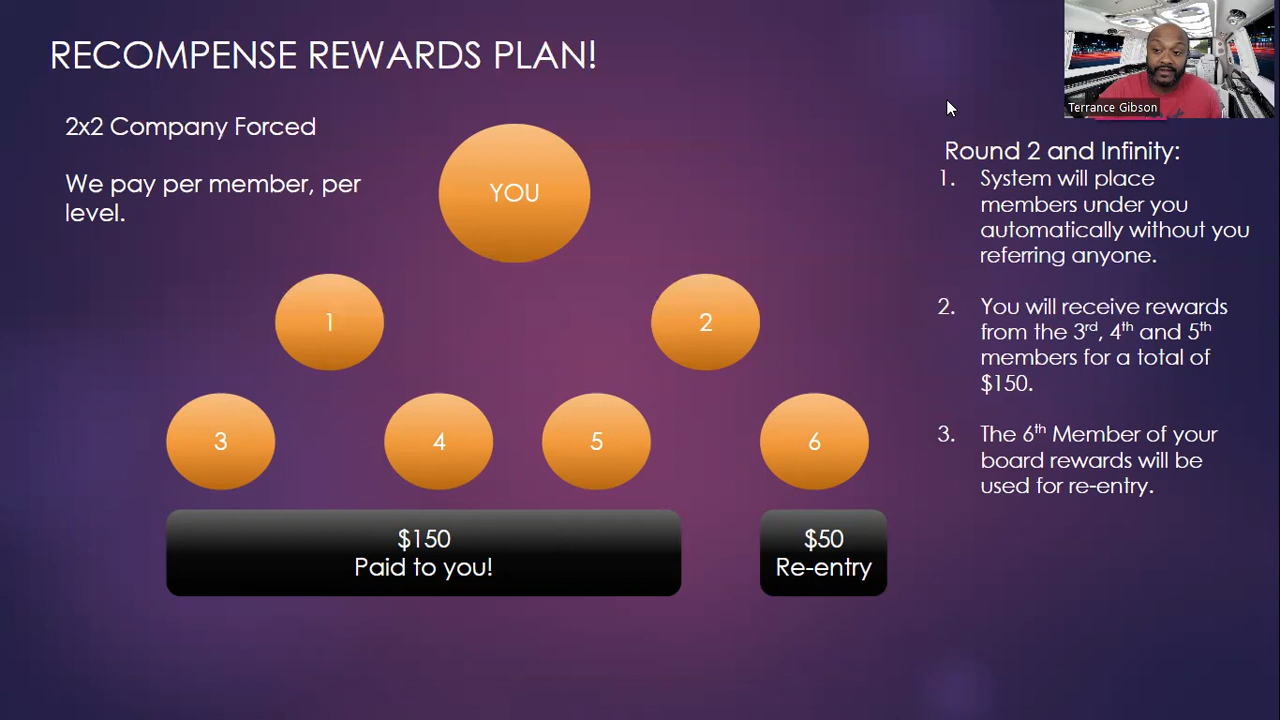 RECOMPENSE REWARDS PLAN!
Terrance Gibson
2x2 Company Forced
We pay per member, per
level.
YOU
1
2
3
4
5
6
$150
Paid to you!
$50
Re-entry
Round 2 and Infinity:
1. System will place
members under you
automatically without you
referring anyone.
2. You will receive rewards
from the 3rd, 4th and 5th
members for a total of
$150.
3. The 6th Member of your
board rewards will be
used for re-entry.